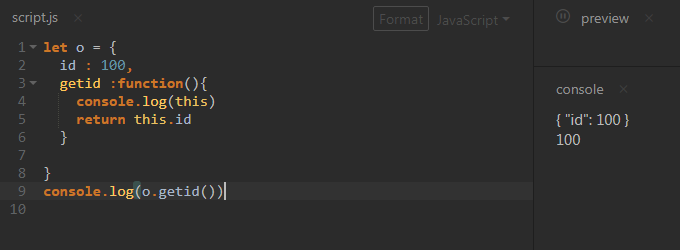 script.js
Format JavaScript
1 let o = {
2 id : 100,
3 getid :function(){
4 console.log(this)
5 return this.id
6 }
7
8 }
9 console.log(o.getid())
10
preview
console
{ "id": 100 }
100